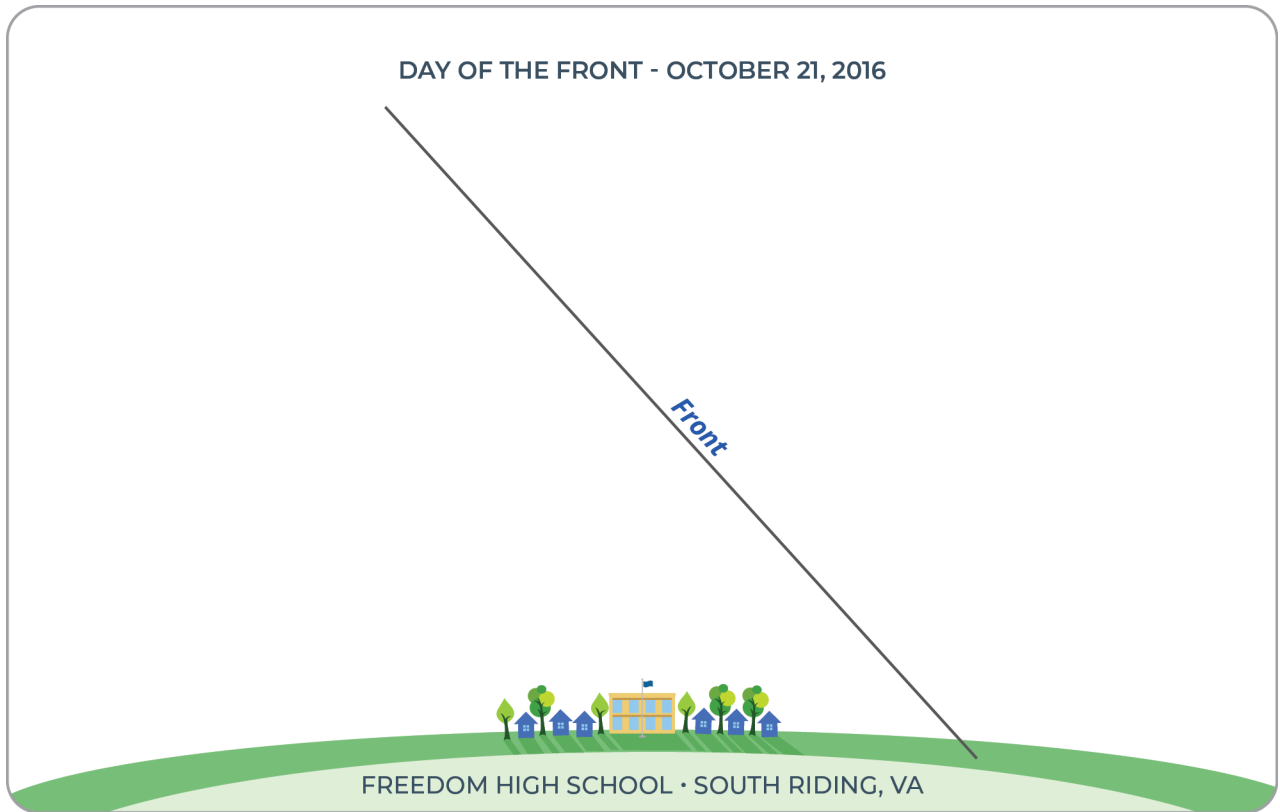 DAY OF THE FRONT - OCTOBER 21, 2016
Front
FREEDOM HIGH SCHOOL · SOUTH RIDING, VA